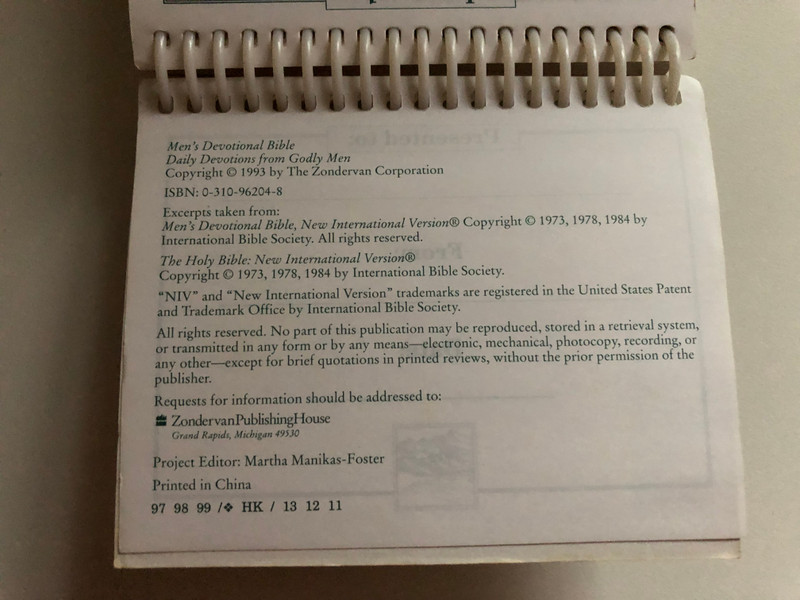 Men's Devotional Bible
Daily Devotions from Godly Men
Copyright © 1993 by The Zondervan Corporation
ISBN: 0-310-96204-8
Excerpts taken from:
Men's Devotional Bible, New International Version® Copyright © 1973, 1978, 1984 by
International Bible Society. All rights reserved.
The Holy Bible: New International Version®
Copyright © 1973, 1978, 1984 by International Bible Society.
“NIV” and “New International Version” trademarks are registered in the United States Patent
and Trademark Office by International Bible Society.
All rights reserved. No part of this publication may be reproduced, stored in a retrieval system,
or transmitted in any form or by any means—electronic, mechanical, photocopy, recording, or
any other—except for brief quotations in printed reviews, without the prior permission of the
publisher.
Requests for information should be addressed to:
ZondervanPublishingHouse
Grand Rapids, Michigan 49530
Project Editor: Martha Manikas-Foster
Printed in China
97 98 99 /❖ HK / 13 12 11